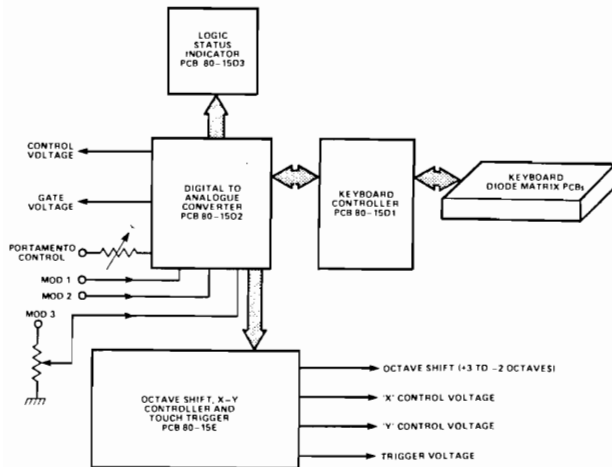 LOGIC
STATUS
INDICATOR
PCB 80-15D3
CONTROL
VOLTAGE
GATE
VOLTAGE
PORTAMENTO
CONTROL
MOD 1
MOD 2
MOD 3
DIGITAL TO
ANALOGUE
CONVERTER
PCB 80-15D2
KEYBOARD
CONTROLLER
PCB 80-15D1
KEYBOARD
DIODE MATRIX PCBs
OCTAVE SHIFT, X-Y
CONTROLLER AND
TOUCH TRIGGER
PCB 80-15E
OCTAVE SHIFT (+3 TO -2 OCTAVES)
'X' CONTROL VOLTAGE
'Y' CONTROL VOLTAGE
TRIGGER VOLTAGE